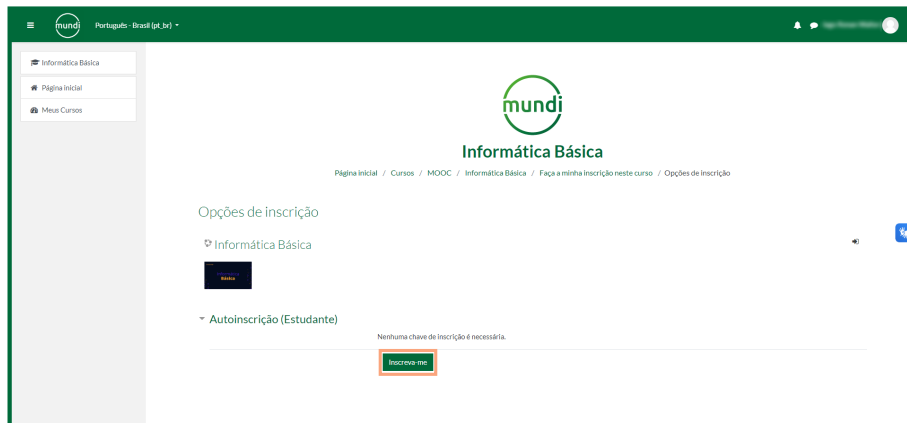 mundi
Português - Brasil (pt_br)
Informática Básica
Página inicial
Meus Cursos
mundi
Informática Básica
Página inicial / Cursos / MOOC / Informática Básica / Faça a minha inscrição neste curso / Opções de inscrição
Opções de inscrição
Informática Básica
Informática
Básica
Autoinscrição (Estudante)
Nenhuma chave de inscrição é necessária.
Inscreva-me